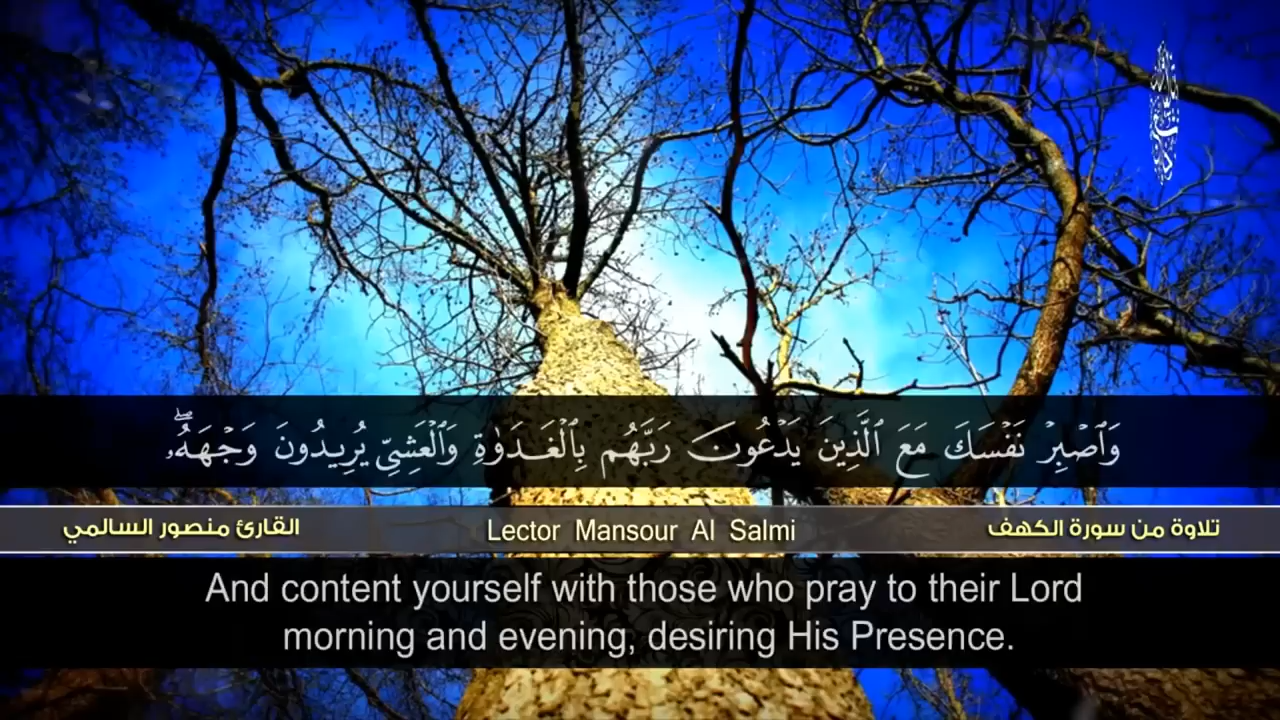 وَٱصۡبِرۡ نَفۡسَكَ مَعَ ٱلَّذِينَ يَدۡعُونَ رَبَّهُم بِٱلۡغَدَوٰةِ وَٱلۡعَشِيِّ يُرِيدُونَ وَجۡهَهُۥۖ
تلاوة من سورة الكهف
Lector Mansour Al Salmi
القارئ منصور السالمي
And content yourself with those who pray to their Lord
morning and evening, desiring His Presence.